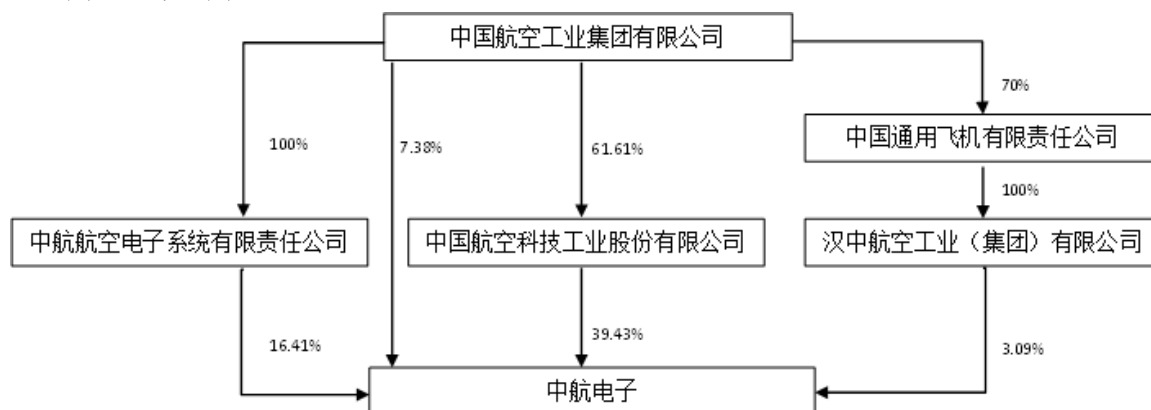 中国航空工业集团有限公司
70%
中国通用飞机有限责任公司
100%
7.38%
61.61%
100%
中航航空电子系统有限责任公司
中国航空科技工业股份有限公司
汉中航空工业（集团）有限公司
16.41%
39.43%
3.09%
中航电子